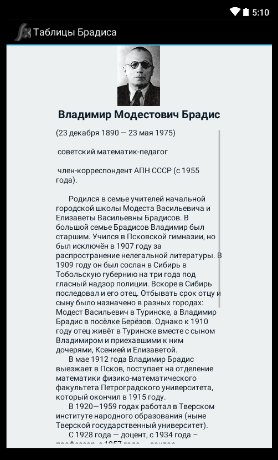 5:10
Таблицы Брадиса
Владимир Модестович Брадис
(23 декабря 1890 — 23 мая 1975)
советский математик-педагог
член-корреспондент АПН СССР (с 1955
года).
Родился в семье учителей начальной
городской школы Модеста Васильевича и
Елизаветы Васильевны Брадисов. В
большой семье Брадисов Владимир был
старшим. Учился в Псковской гимназии, но
был исключён в 1907 году за
распространение нелегальной литературы. В
1909 году он был сослан в Сибирь в
Тобольскую губернию на три года под
гласный надзор полиции. Вскоре в Сибирь
последовал и его отец. Отбывать срок отцу и
сыну было назначено в разных городах:
Модест Васильевич в Туринске, а Владимир
Брадис в посёлке Берёзов. Однако к 1910
году отец живёт в Туринске вместе с сыном
Владимиром и приехавшими к ним
дочерями, Ксенией и Елизаветой.
В мае 1912 года Владимир Брадис
выезжает в Псков, поступает на отделение
математики физико-математического
факультета Петроградского университета,
который окончил в 1915 году.
В 1920—1959 годах работал в Тверском
институте народного образования (ныне
Тверской государственный университет).
С 1928 года — доцент, с 1934 года –